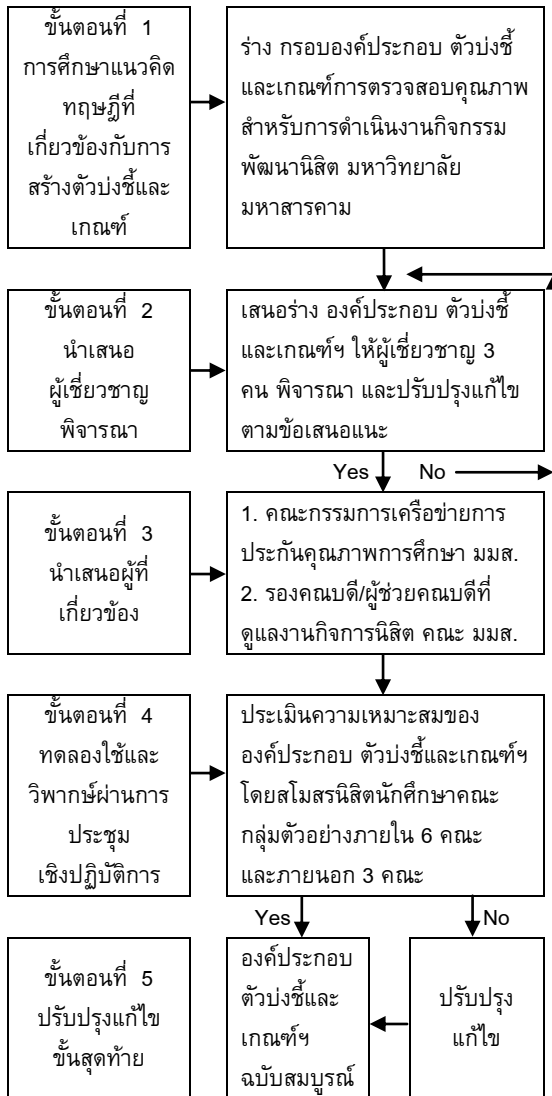 ขั้นตอนที่ 1
การศึกษาแนวคิด
ทฤษฎีที่
เกี่ยวข้องกับการ
สร้างตัวบ่งชี้และ
เกณฑ์
ร่าง กรอบองค์ประกอบ ตัวบ่งชี้
และเกณฑ์การตรวจสอบคุณภาพ
สำหรับการดำเนินงานกิจกรรม
พัฒนานิสิต มหาวิทยาลัย
มหาสารคาม
ขั้นตอนที่ 2
นำเสนอ
ผู้เชี่ยวชาญ
พิจารณา
เสนอร่าง องค์ประกอบ ตัวบ่งชี้
และเกณฑ์ฯ ให้ผู้เชี่ยวชาญ 3
คน พิจารณา และปรับปรุงแก้ไข
ตามข้อเสนอแนะ
Yes No
ขั้นตอนที่ 3
นำเสนอผู้ที่
เกี่ยวข้อง
1. คณะกรรมการเครือข่ายการ
ประกันคุณภาพการศึกษา มมส.
2. รองคณบดี/ผู้ช่วยคณบดีที่
ดูแลงานกิจการนิสิต คณะ มมส.
ขั้นตอนที่ 4
ทดลองใช้และ
วิพากษ์ผ่านการ
ประชุม
เชิงปฏิบัติการ
ประเมินความเหมาะสมของ
องค์ประกอบ ตัวบ่งชี้และเกณฑ์ฯ
โดยสโมสรนิสิตนักศึกษาคณะ
กลุ่มตัวอย่างภายใน 6 คณะ
และภายนอก 3 คณะ
Yes No
ขั้นตอนที่ 5
ปรับปรุงแก้ไข
ขั้นสุดท้าย
องค์ประกอบ
ตัวบ่งชี้และ
เกณฑ์ฯ
ฉบับสมบูรณ์
ปรับปรุง
แก้ไข